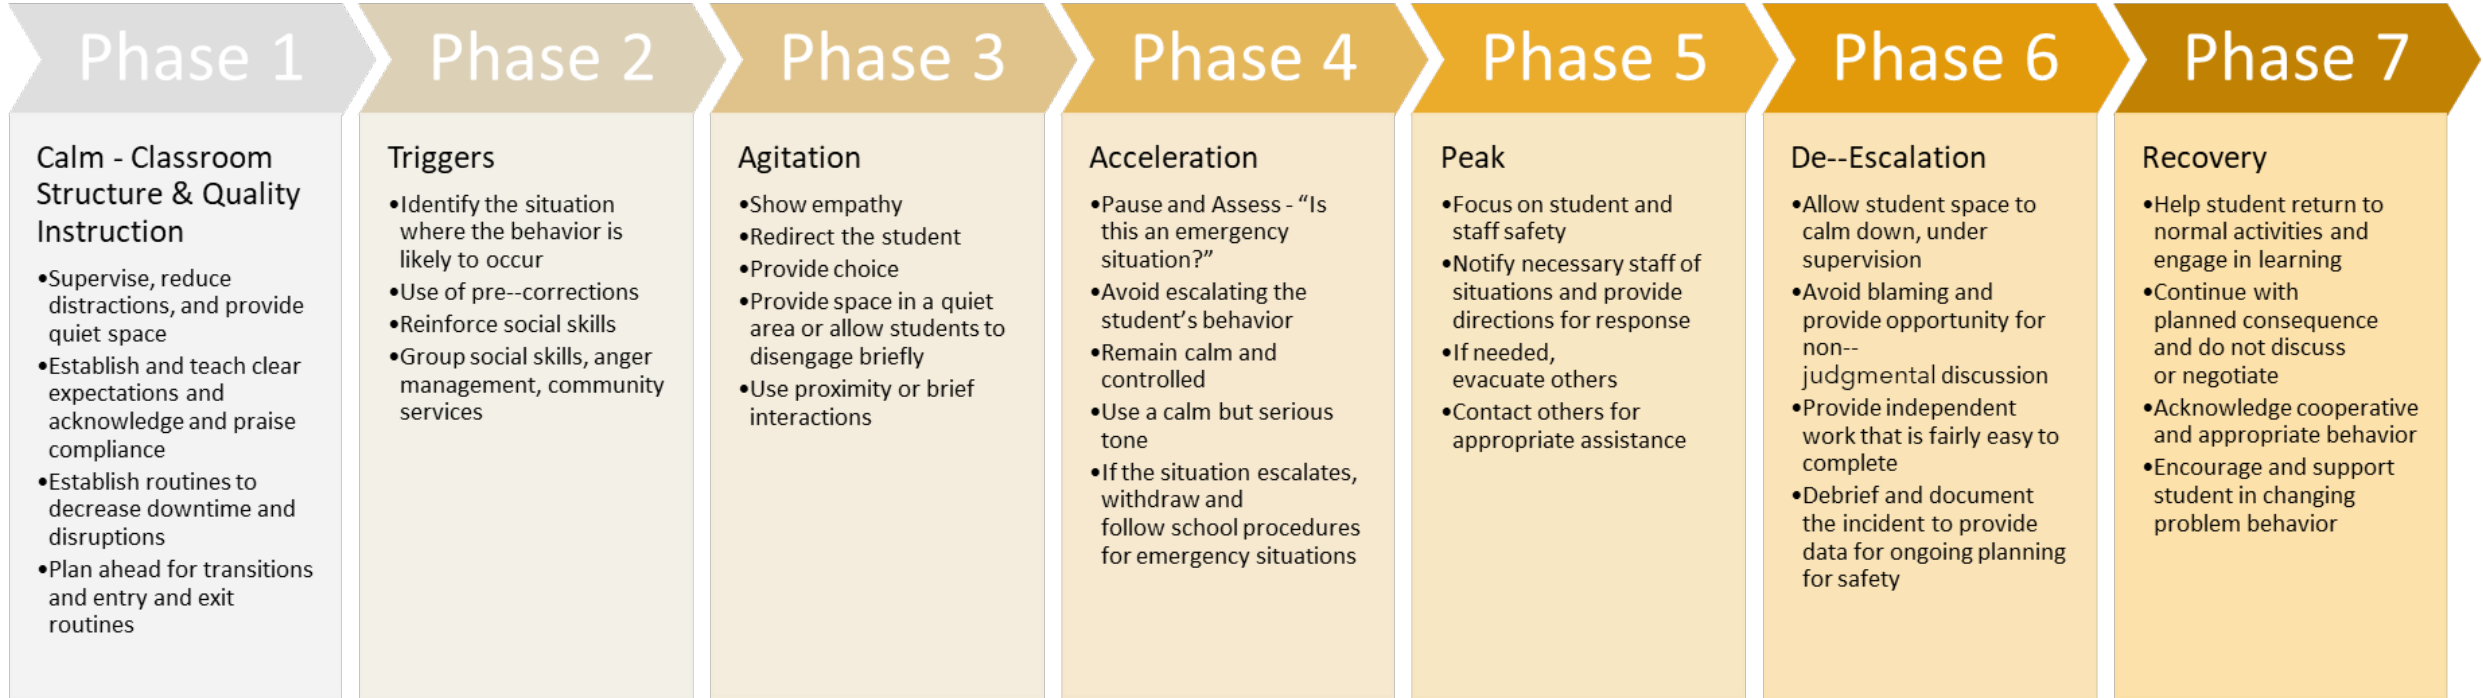 Phase 1
Calm - Classroom
Structure & Quality
Instruction
•Supervise, reduce
distractions, and provide
quiet space
•Establish and teach clear
expectations and
acknowledge and praise
compliance
•Establish routines to
decrease downtime and
disruptions
•Plan ahead for transitions
and entry and exit
routines
Phase 2
Triggers
•Identify the situation
where the behavior is
likely to occur
•Use of pre--corrections
•Reinforce social skills
•Group social skills, anger
management, community
services
Phase 3
Agitation
•Show empathy
•Redirect the student
•Provide choice
•Provide space in a quiet
area or allow students to
disengage briefly
•Use proximity or brief
interactions
Phase 4
Acceleration
•Pause and Assess - “Is
this an emergency
situation?”
•Avoid escalating the
student’s behavior
•Remain calm and
controlled
•Use a calm but serious
tone
•If the situation escalates,
withdraw and
follow school procedures
for emergency situations
Phase 5
Peak
•Focus on student and
staff safety
•Notify necessary staff of
situations and provide
directions for response
•If needed,
evacuate others
•Contact others for
appropriate assistance
Phase 6
De--Escalation
•Allow student space to
calm down, under
supervision
•Avoid blaming and
provide opportunity for
non--
judgmental discussion
•Provide independent
work that is fairly easy to
complete
•Debrief and document
the incident to provide
data for ongoing planning
for safety
Phase 7
Recovery
•Help student return to
normal activities and
engage in learning
•Continue with
planned consequence
and do not discuss
or negotiate
•Acknowledge cooperative
and appropriate behavior
•Encourage and support
student in changing
problem behavior